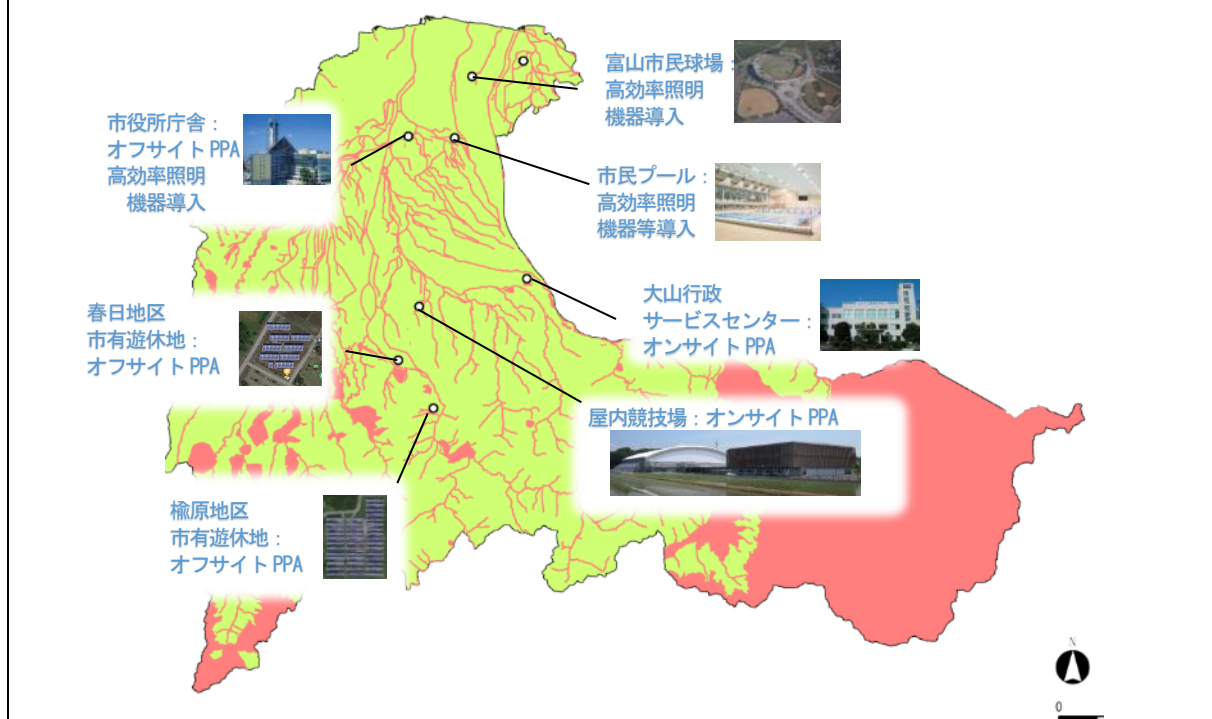 富山市民球場：
高効率照明
機器導入
市役所庁舎：
オフサイトPPA
高効率照明
機器導入
市民プール：
高効率照明
機器等導入
大山行政
サービスセンター：
オンサイトPPA
春日地区
市有遊休地：
オフサイトPPA
屋内競技場：オンサイトPPA
楡原地区
市有遊休地：
オフサイトPPA
N
0